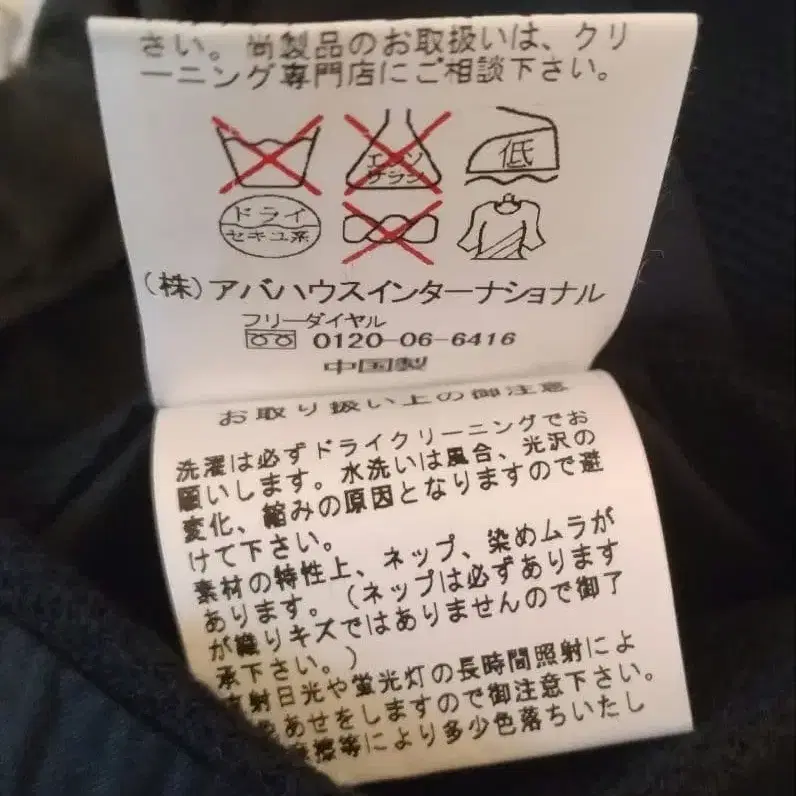 さい。尚製品のお取扱いは、クリ
ーニング専門店にご相談下さい。
エンソ
サラシ
低
ドライ
セキユ系
(株)アバハウスインターナショナル
フリーダイヤル
0120-06-6416
中国製
お取り扱い上の御注意
洗濯は必ずドライクリーニングでお
願いします。水洗いは風合、光沢の
変化、縮みの原因となりますので避
けて下さい。
素材の特性上、ネップ、染めムラが
あります。(ネップは必ずあります
が織りキズではありませんので御了
承下さい。)
射日光や蛍光灯の長時間照射によ
あせをしますので御注意下さい。
擦等により多少色落ちいたし